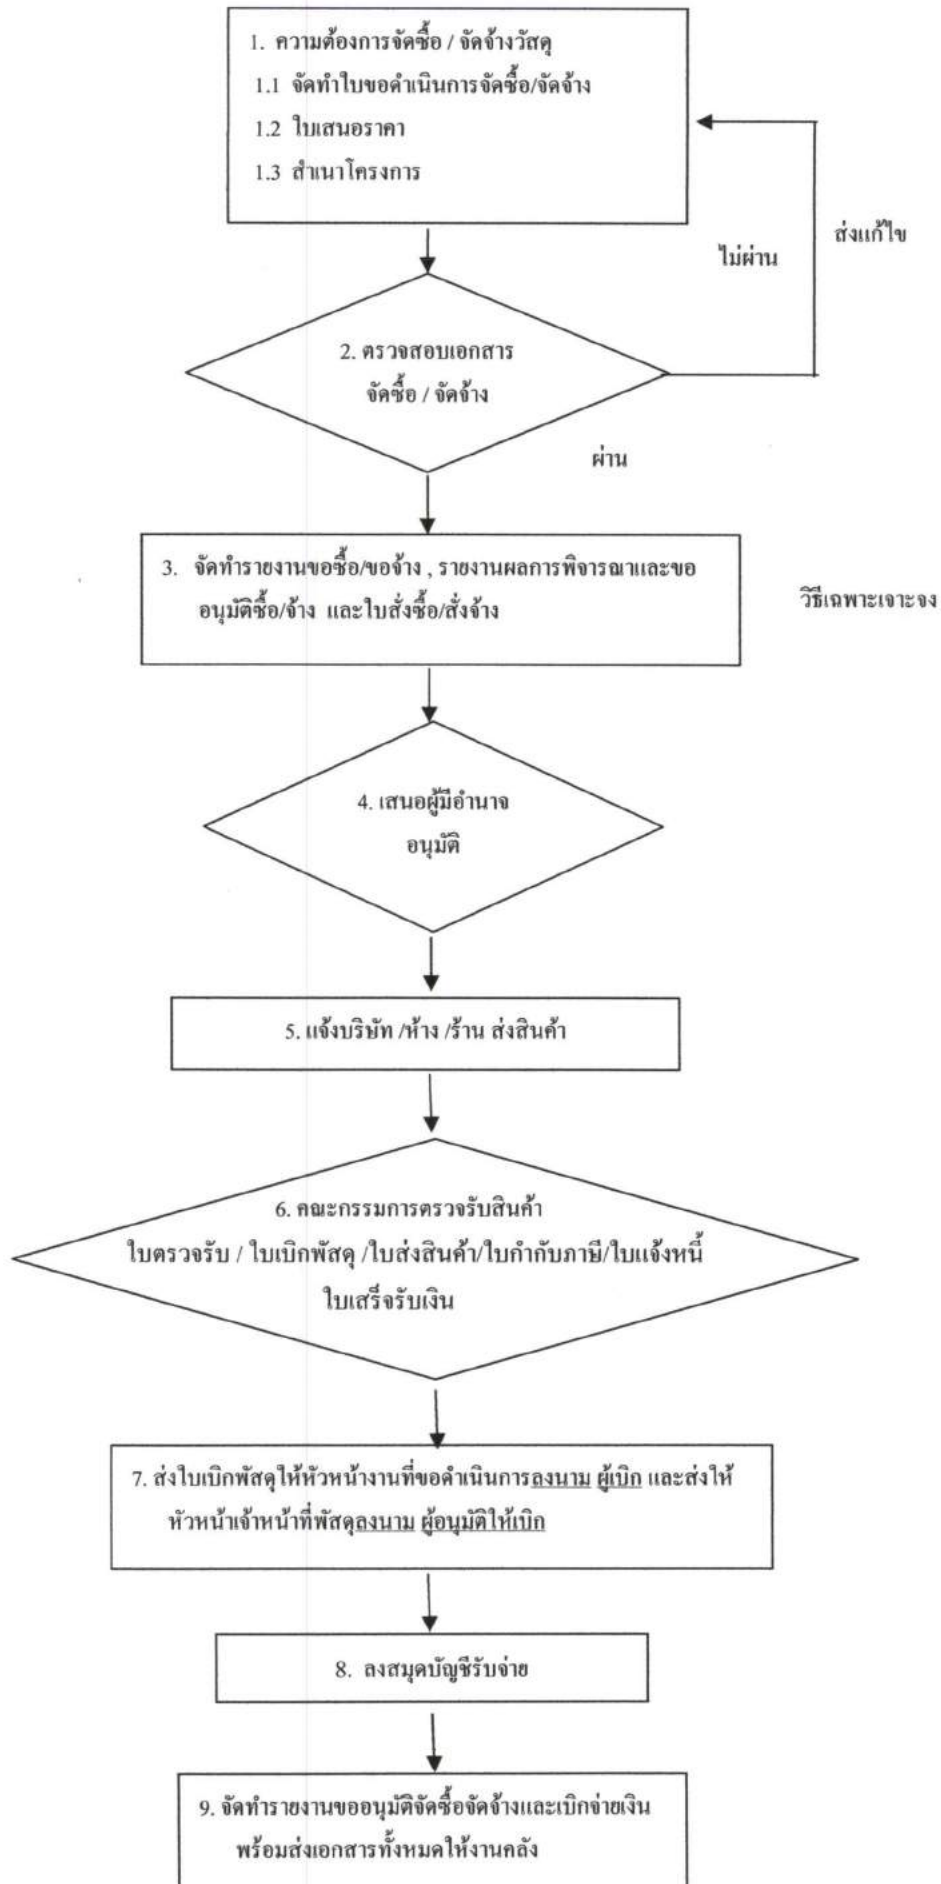 1. ความต้องการจัดซื้อ / จัดจ้างวัสดุ
1.1 จัดทำใบขอดำเนินการจัดซื้อ/จัดจ้าง
1.2 ใบเสนอราคา
1.3 สำเนาโครงการ
ส่งแก้ไข
ไม่ผ่าน
2. ตรวจสอบเอกสาร
จัดซื้อ / จัดจ้าง
ผ่าน
3. จัดทำรายงานขอซื้อ/ขอจ้าง , รายงานผลการพิจารณาและขอ
อนุมัติซื้อ/จ้าง และใบสั่งซื้อ/สั่งจ้าง
วิธีเฉพาะเจาะจง
4. เสนอผู้มีอำนาจ
อนุมัติ
5. แจ้งบริษัท /ห้าง /ร้าน ส่งสินค้า
6. คณะกรรมการตรวจรับสินค้า
ใบตรวจรับ / ใบเบิกพัสดุ /ใบส่งสินค้า/ใบกำกับภาษี/ใบแจ้งหนี้
ใบเสร็จรับเงิน
7. ส่งใบเบิกพัสดุให้หัวหน้างานที่ขอดำเนินการลงนาม ผู้เบิก และส่งให้
หัวหน้าเจ้าหน้าที่พัสดุลงนาม ผู้อนุมัติให้เบิก
8. ลงสมุดบัญชีรับจ่าย
9. จัดทำรายงานขออนุมัติจัดซื้อจัดจ้างและเบิกจ่ายเงิน
พร้อมส่งเอกสารทั้งหมดให้งานคลัง